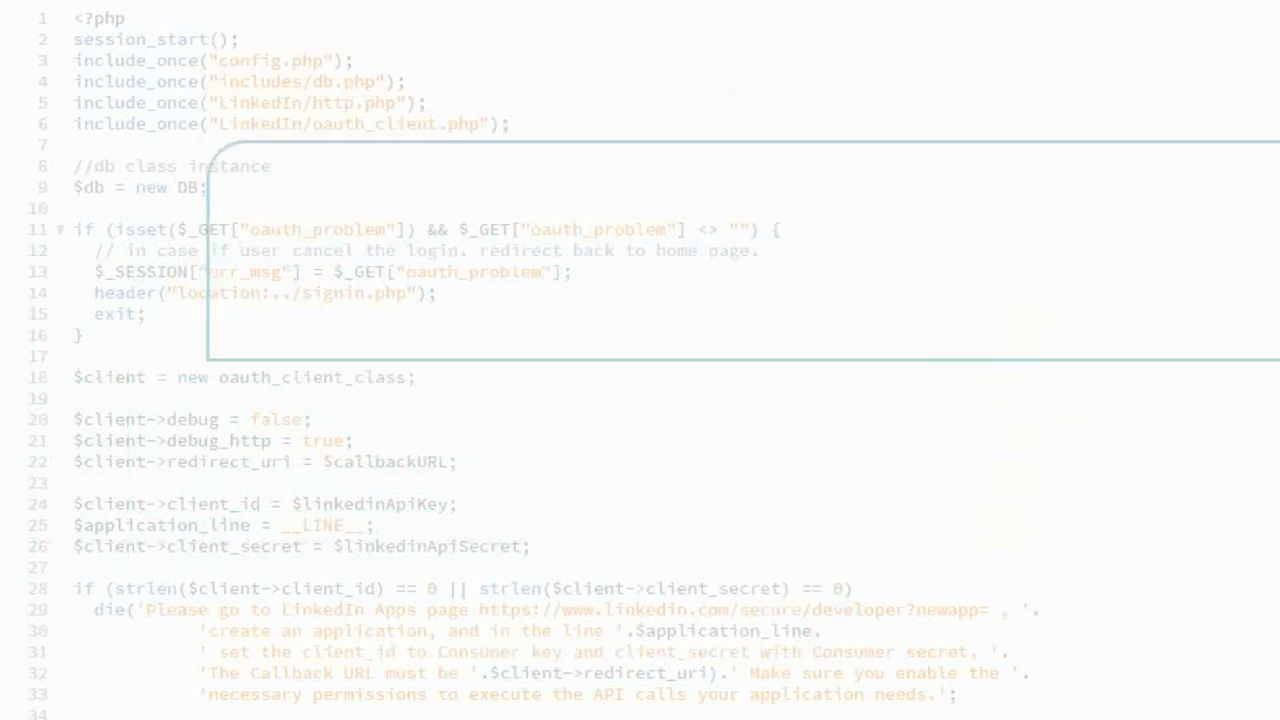 1 <?php
2 session_start();
3 include_once("config.php");
4 include_once("includes/db.php");
5 include_once("LinkedIn/http.php");
6 include_once("LinkedIn/oauth_client.php");
7
8 //db class instance
9 $db = new DB;
10
11 if (isset($_GET["oauth_problem"]) && $_GET["oauth_problem"] <> "") {
12 // in case if user cancel the login. redirect back to home page.
13 $_SESSION["err_msg"] = $_GET["oauth_problem"];
14 header("location:../signin.php");
15 exit;
16 }
17
18 $client = new oauth_client_class;
19
20 $client->debug = false;
21 $client->debug_http = true;
22 $client->redirect_uri = $callbackURL;
23
24 $client->client_id = $linkedinApiKey;
25 $application_line = __LINE__;
26 $client->client_secret = $linkedinApiSecret;
27
28 if (strlen($client->client_id) == 0 || strlen($client->client_secret) == 0)
29 die('Please go to LinkedIn Apps page https://www.linkedin.com/secure/developer?newapp= , '.
30 'create an application, and in the line '.$application_line.
31 ' set the client_id to Consumer key and client_secret with Consumer secret. '.
32 'The Callback URL must be '.$client->redirect_uri).' Make sure you enable the '.
33 'necessary permissions to execute the API calls your application needs.';
34